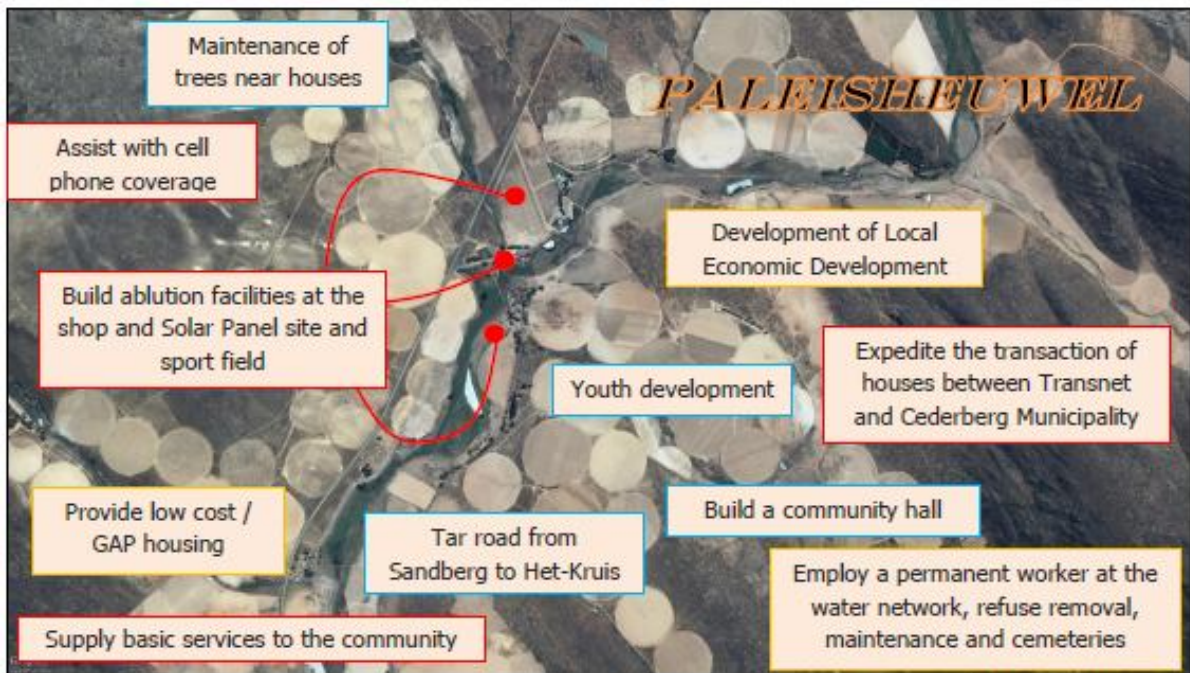 Maintenance of
trees near houses
PALEISHEUWEL
Assist with cell
phone coverage
Development of Local
Economic Development
Build ablution facilities at the
shop and Solar Panel site and
sport field
Expedite the transaction of
houses between Transnet
and Cederberg Municipality
Youth development
Provide low cost /
GAP housing
Build a community hall
Tar road from
Sandberg to Het-Kruis
Employ a permanent worker at the
water network, refuse removal,
maintenance and cemeteries
Supply basic services to the community